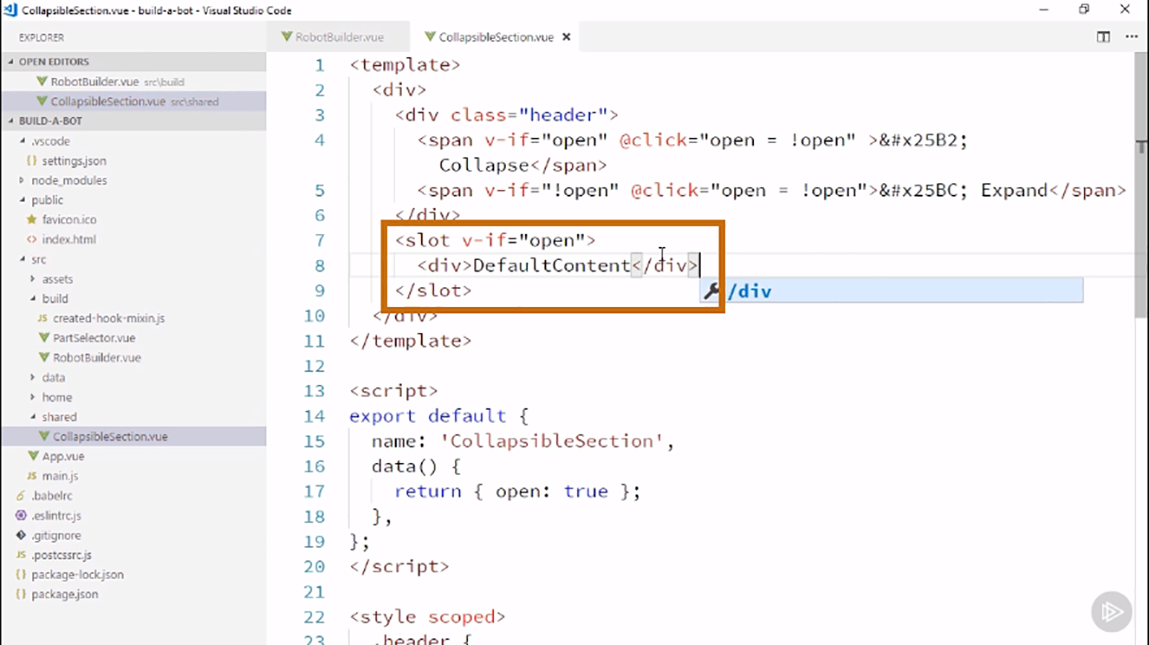 CollapsibleSection.vue - build-a-bot - Visual Studio Code
EXPLORER
OPEN EDITORS
RobotBuilder.vue src\build
CollapsibleSection.vue src\shared
BUILD-A-BOT
.vscode
{} settings.json
node_modules
public
favicon.ico
<> index.html
src
assets
build
JS created-hook-mixin.js
PartSelector.vue
RobotBuilder.vue
data
home
shared
CollapsibleSection.vue
App.vue
JS main.js
.babelrc
.eslintrc.js
.gitignore
JS .postcssrc.js
{} package-lock.json
{} package.json
RobotBuilder.vue CollapsibleSection.vue
1 <template>
2 <div>
3 <div class="header">
4 <span v-if="open" @click="open = !open" >&#x25B2;
Collapse</span>
5 <span v-if="!open" @click="open = !open">&#x25BC; Expand</span>
6 </div>
7 <slot v-if="open">
8 <div>DefaultContent</div>
/div
9 </slot>
10 </div>
11 </template>
12
13 <script>
14 export default {
15 name: 'CollapsibleSection',
16 data() {
17 return { open: true };
18 },
19 };
20 </script>
21
22 <style scoped>
23 .header {